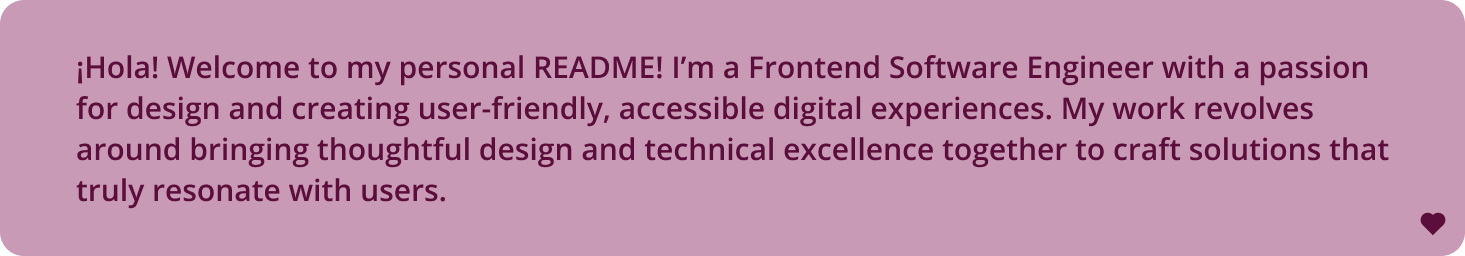 ¡Hola! Welcome to my personal README! I’m a Frontend Software Engineer with a passion
for design and creating user-friendly, accessible digital experiences. My work revolves
around bringing thoughtful design and technical excellence together to craft solutions that
truly resonate with users.